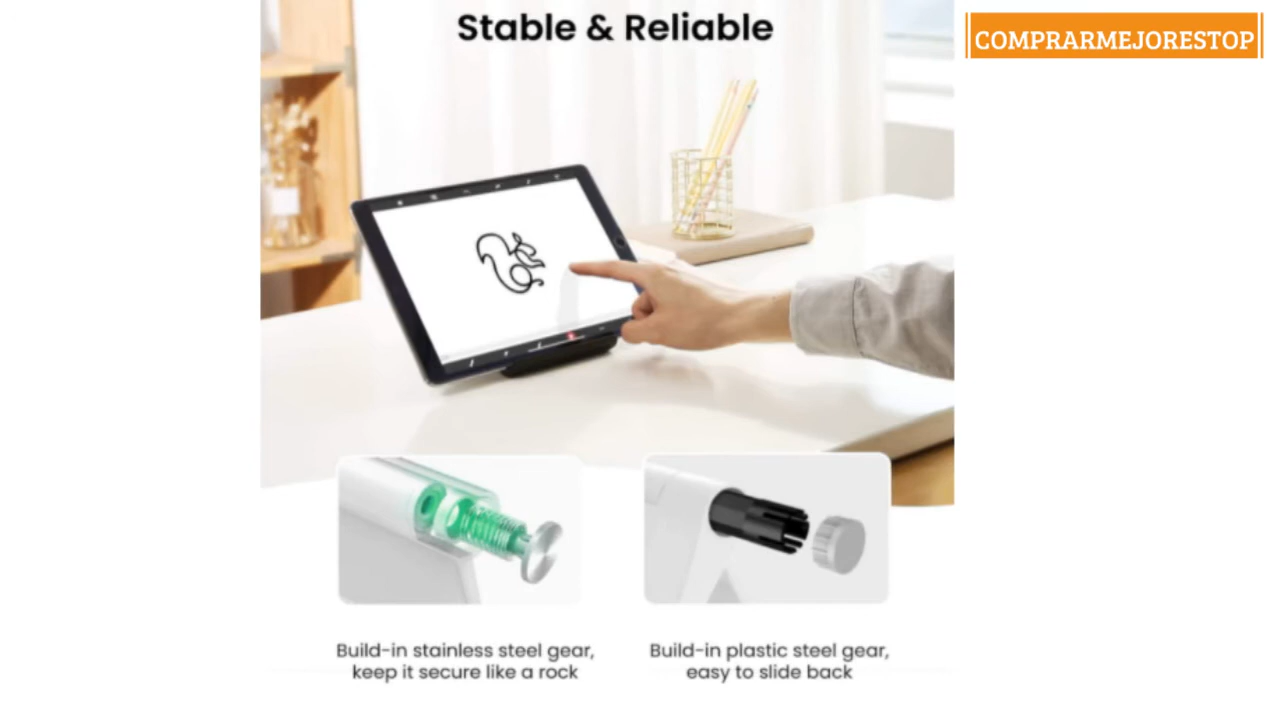 Stable & Reliable
COMPRARMEJORESTOP
Build-in stainless steel gear,
keep it secure like a rock
Build-in plastic steel gear,
easy to slide back